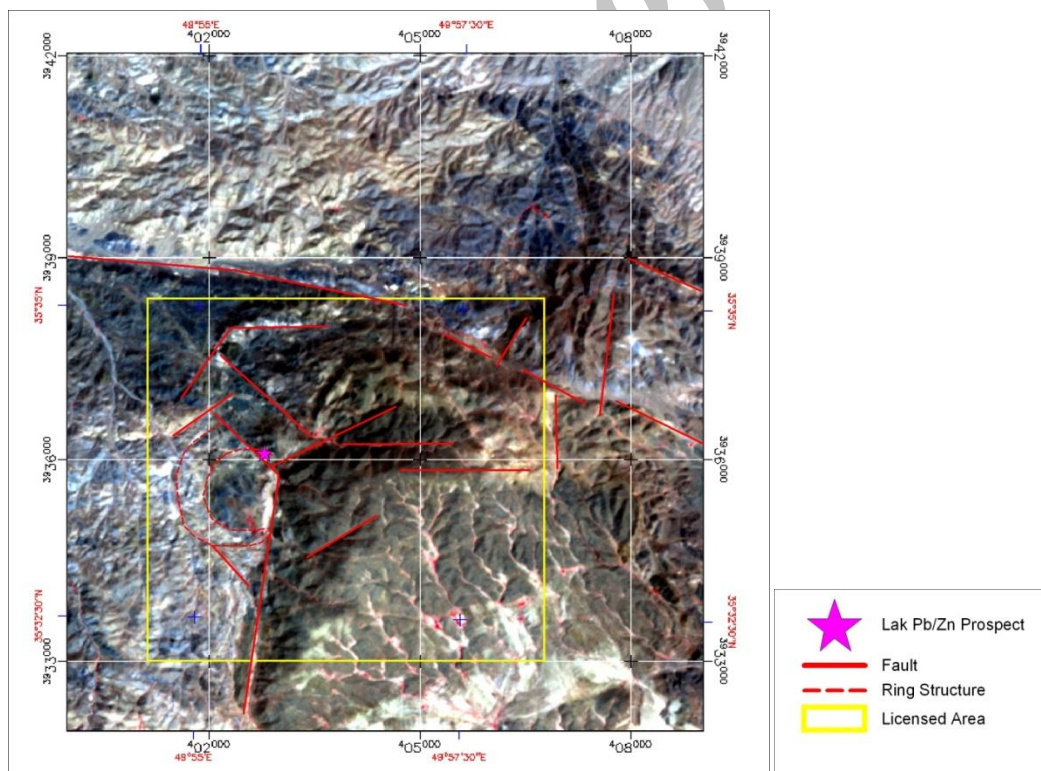 49°55'E 49°57'30"E
402000 405000 408000
3942000 3942000
3939000 3939000
35°35'N 35°35'N
3936000 3936000
35°32'30"N 35°32'30"N
3933000 3933000
402000 405000 408000
49°55'E 49°57'30"E
Lak Pb/Zn Prospect
Fault
Ring Structure
Licensed Area